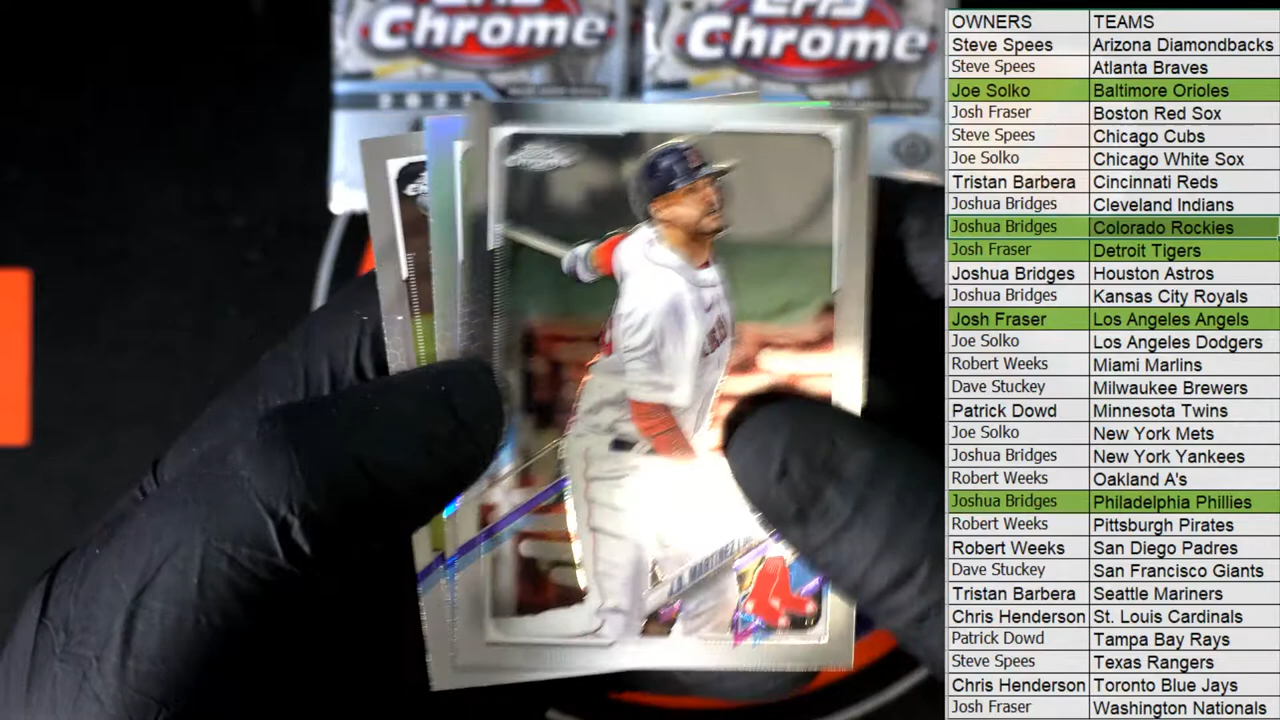 Chrome
Chrome
2021
Chrome
J.D. MARTINEZ
OWNERS TEAMS
Steve Spees Arizona Diamondbacks
Steve Spees Atlanta Braves
Joe Solko Baltimore Orioles
Josh Fraser Boston Red Sox
Steve Spees Chicago Cubs
Joe Solko Chicago White Sox
Tristan Barbera Cincinnati Reds
Joshua Bridges Cleveland Indians
Joshua Bridges Colorado Rockies
Josh Fraser Detroit Tigers
Joshua Bridges Houston Astros
Joshua Bridges Kansas City Royals
Josh Fraser Los Angeles Angels
Joe Solko Los Angeles Dodgers
Robert Weeks Miami Marlins
Dave Stuckey Milwaukee Brewers
Patrick Dowd Minnesota Twins
Joe Solko New York Mets
Joshua Bridges New York Yankees
Robert Weeks Oakland A's
Joshua Bridges Philadelphia Phillies
Robert Weeks Pittsburgh Pirates
Robert Weeks San Diego Padres
Dave Stuckey San Francisco Giants
Tristan Barbera Seattle Mariners
Chris Henderson St. Louis Cardinals
Patrick Dowd Tampa Bay Rays
Steve Spees Texas Rangers
Chris Henderson Toronto Blue Jays
Josh Fraser Washington Nationals